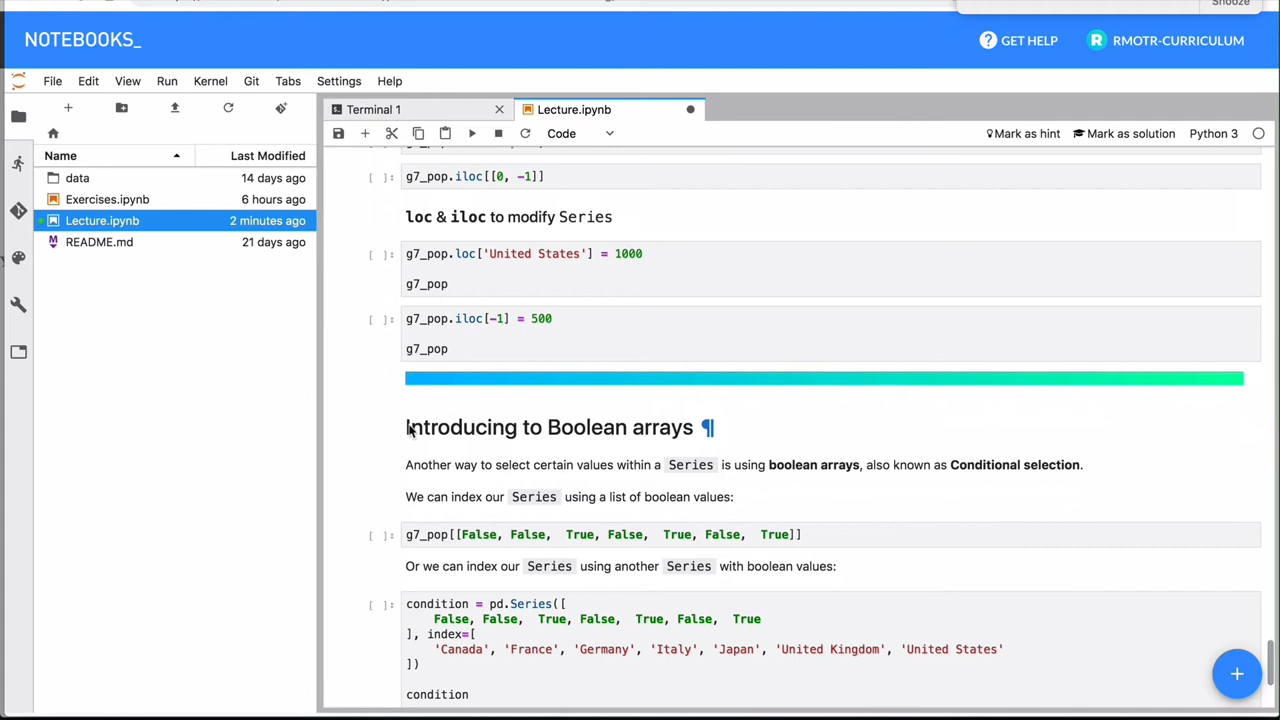 Snooze
NOTEBOOKS_
GET HELP
R RMOTR-CURRICULUM
File Edit View Run Kernel Git Tabs Settings Help
Name Last Modified
data 14 days ago
Exercises.ipynb 6 hours ago
Lecture.ipynb 2 minutes ago
README.md 21 days ago
Terminal 1
Lecture.ipynb
Code
Mark as hint
Mark as solution
Python 3
[ ]: g7_pop.iloc[[0, -1]]
loc & iloc to modify Series
[ ]: g7_pop.loc['United States'] = 1000
g7_pop
[ ]: g7_pop.iloc[-1] = 500
g7_pop
Introducing to Boolean arrays ¶
Another way to select certain values within a Series is using boolean arrays, also known as Conditional selection.
We can index our Series using a list of boolean values:
[ ]: g7_pop[[False, False, True, False, True, False, True]]
Or we can index our Series using another Series with boolean values:
[ ]: condition = pd.Series([
False, False, True, False, True, False, True
], index=[
'Canada', 'France', 'Germany', 'Italy', 'Japan', 'United Kingdom', 'United States'
])
condition